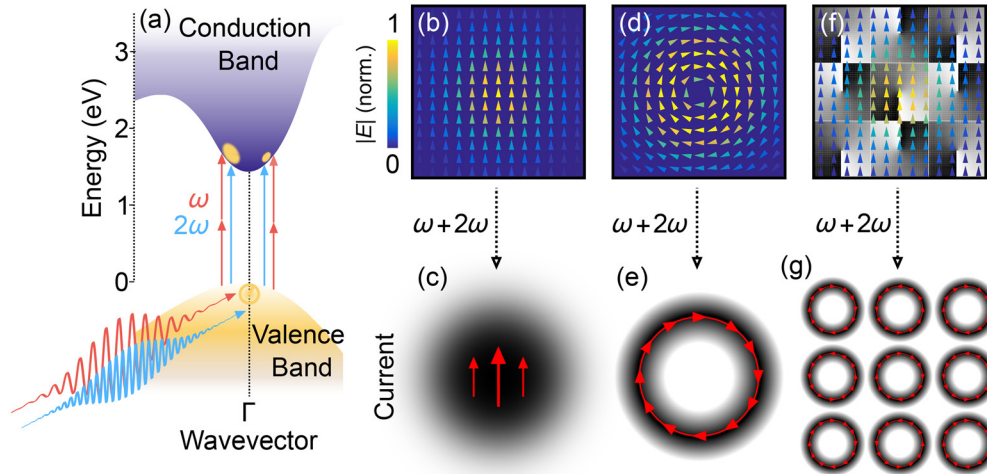 (a)
Conduction
Band
Energy (eV)
3
2
1
0
ω
2ω
Valence
Band
Γ
Wavevector
(b)
|E| (norm.)
1
0
(d)
(f)
ω + 2ω
ω + 2ω
ω + 2ω
Current
(c)
(e)
(g)